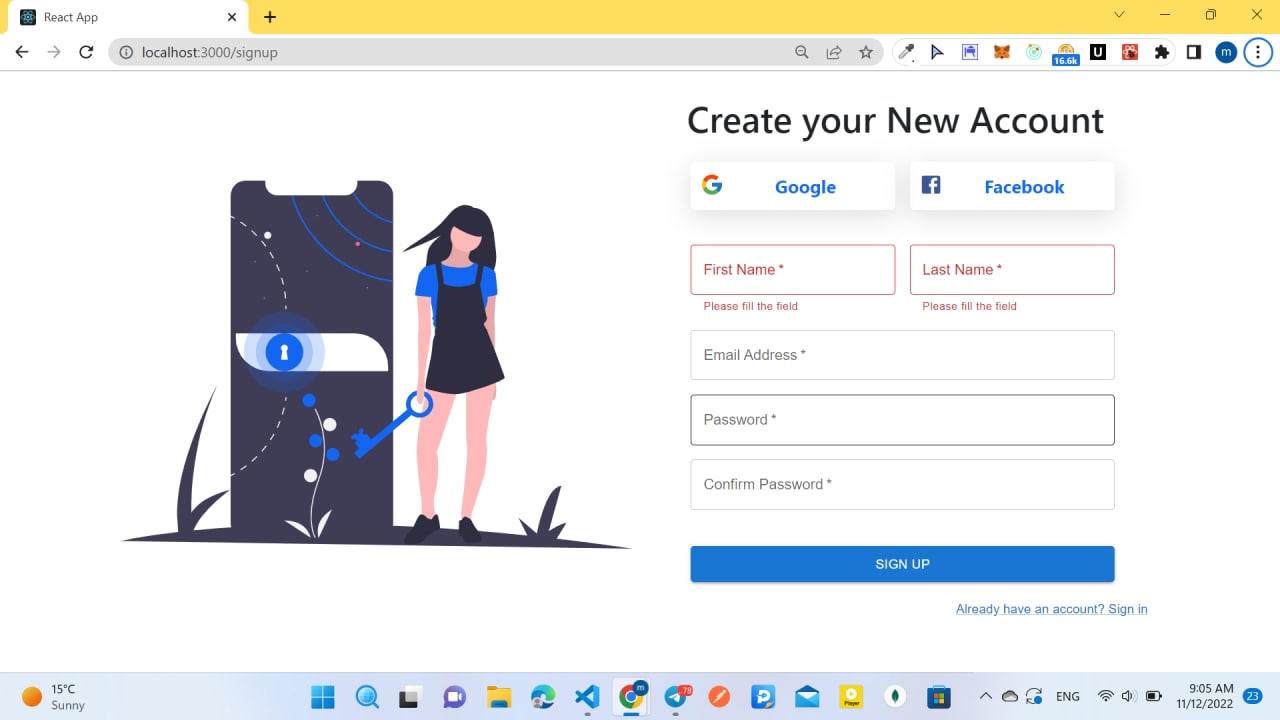 React App
localhost:3000/signup
16.6k
U
m
Create your New Account
Google
Facebook
First Name *
Last Name *
Please fill the field
Please fill the field
Email Address *
Password *
Confirm Password *
SIGN UP
Already have an account? Sign in
15°C
Sunny
m
78
Player
ENG
9:05 AM
11/12/2022
23